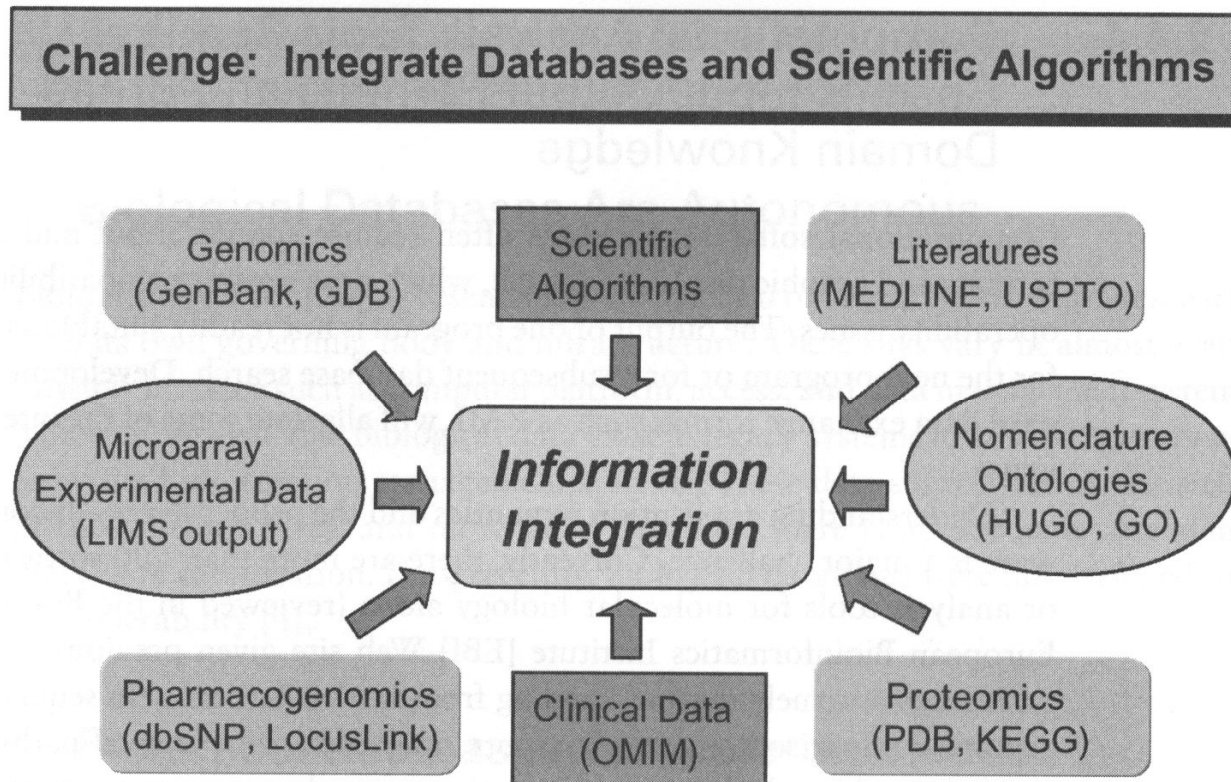 Challenge: Integrate Databases and Scientific Algorithms
Genomics
(GenBank, GDB)
Scientific
Algorithms
Literatures
(MEDLINE, USPTO)
Microarray
Experimental Data
(LIMS output)
Information
Integration
Nomenclature
Ontologies
(HUGO, GO)
Pharmacogenomics
(dbSNP, LocusLink)
Clinical Data
(OMIM)
Proteomics
(PDB, KEGG)